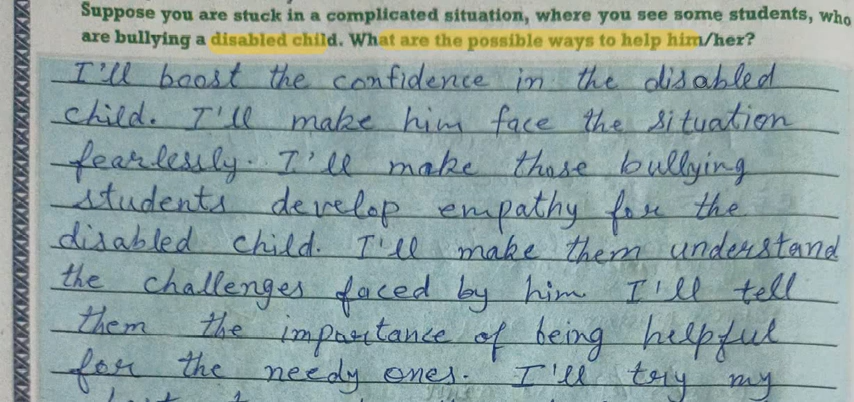 Suppose you are stuck in a complicated situation, where you see some students, who
are bullying a disabled child. What are the possible ways to help him/her?
I'll boost the confidence in the disabled
child. I'll make him face the situation
fearlessly. I'll make those bullying
students develop empathy for the
disabled child. I'll make them understand
the challenges faced by him. I'll tell
them the importance of being helpful
for the needy ones. I'll try my